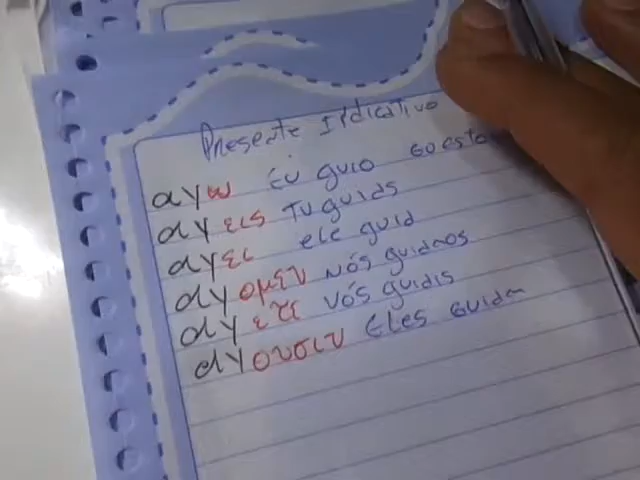 Presente Indicativo
αγω Eu guio
αγεις Tu guias
αγει ele guia
αγομεν nós guiamos
αγετε vós guiais
αγουσιν Eles Guiam